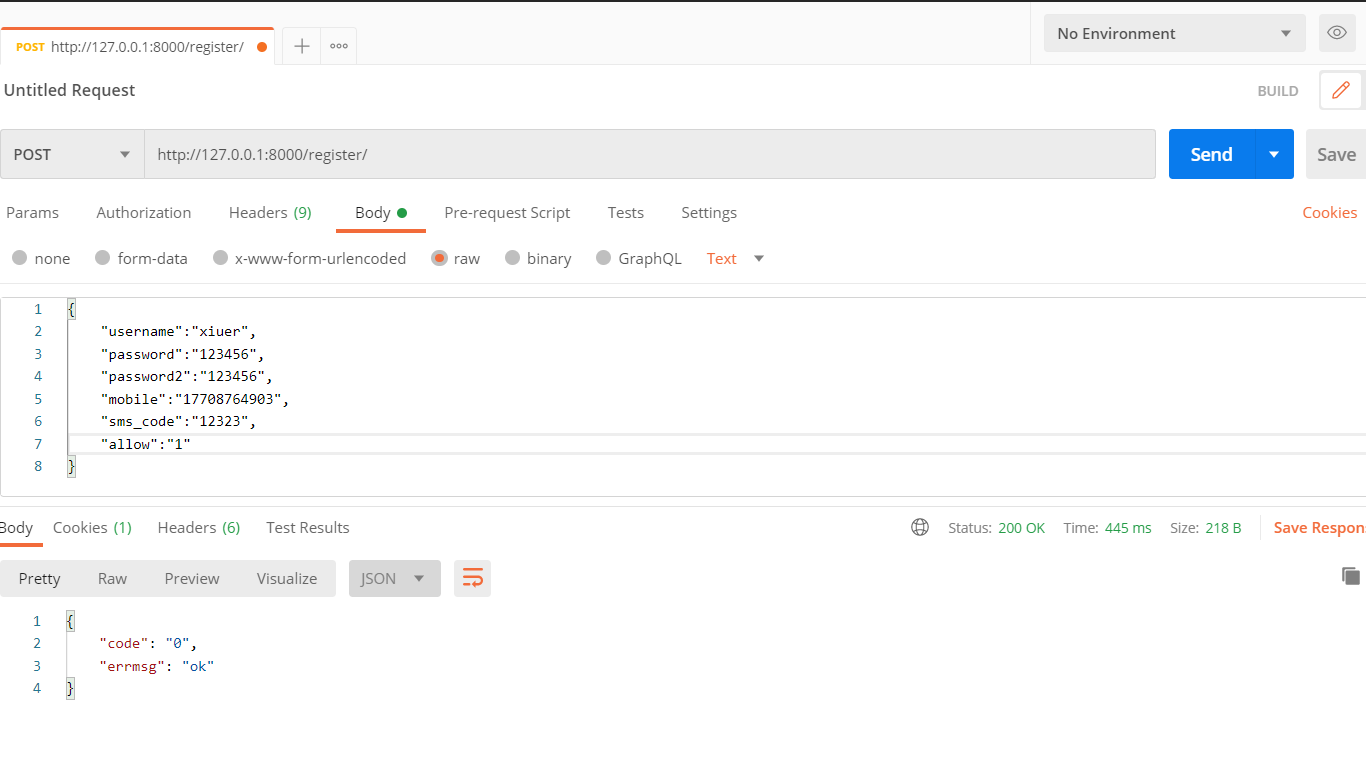 POST http://127.0.0.1:8000/register/
No Environment
Untitled Request
BUILD
POST http://127.0.0.1:8000/register/ Send Save
Params Authorization Headers (9) Body Pre-request Script Tests Settings Cookies
none form-data x-www-form-urlencoded raw binary GraphQL Text
1 {
2 "username":"xiuer",
3 "password":"123456",
4 "password2":"123456",
5 "mobile":"17708764903",
6 "sms_code":"12323",
7 "allow":"1"
8 }
Body Cookies (1) Headers (6) Test Results Status: 200 OK Time: 445 ms Size: 218 B Save Respon
Pretty Raw Preview Visualize JSON
1 {
2 "code": "0",
3 "errmsg": "ok"
4 }